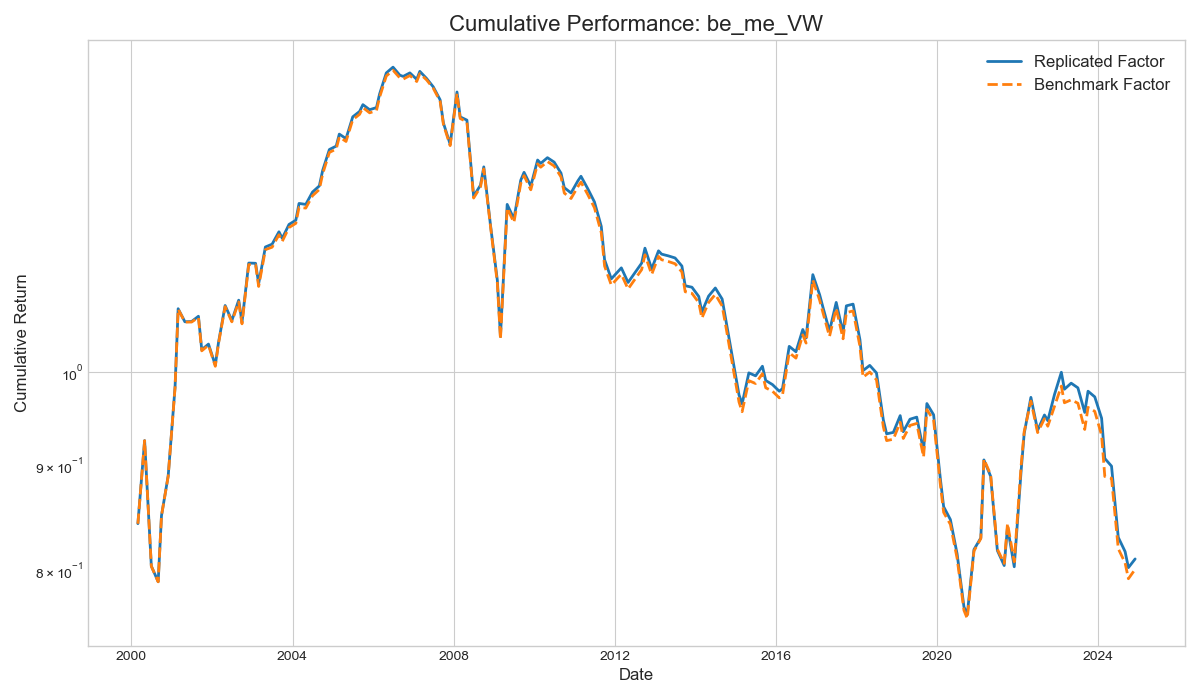 Cumulative Performance: be_me_VW
Replicated Factor
Benchmark Factor
Cumulative Return
10⁰
9 × 10⁻¹
8 × 10⁻¹
2000 2004 2008 2012 2016 2020 2024
Date